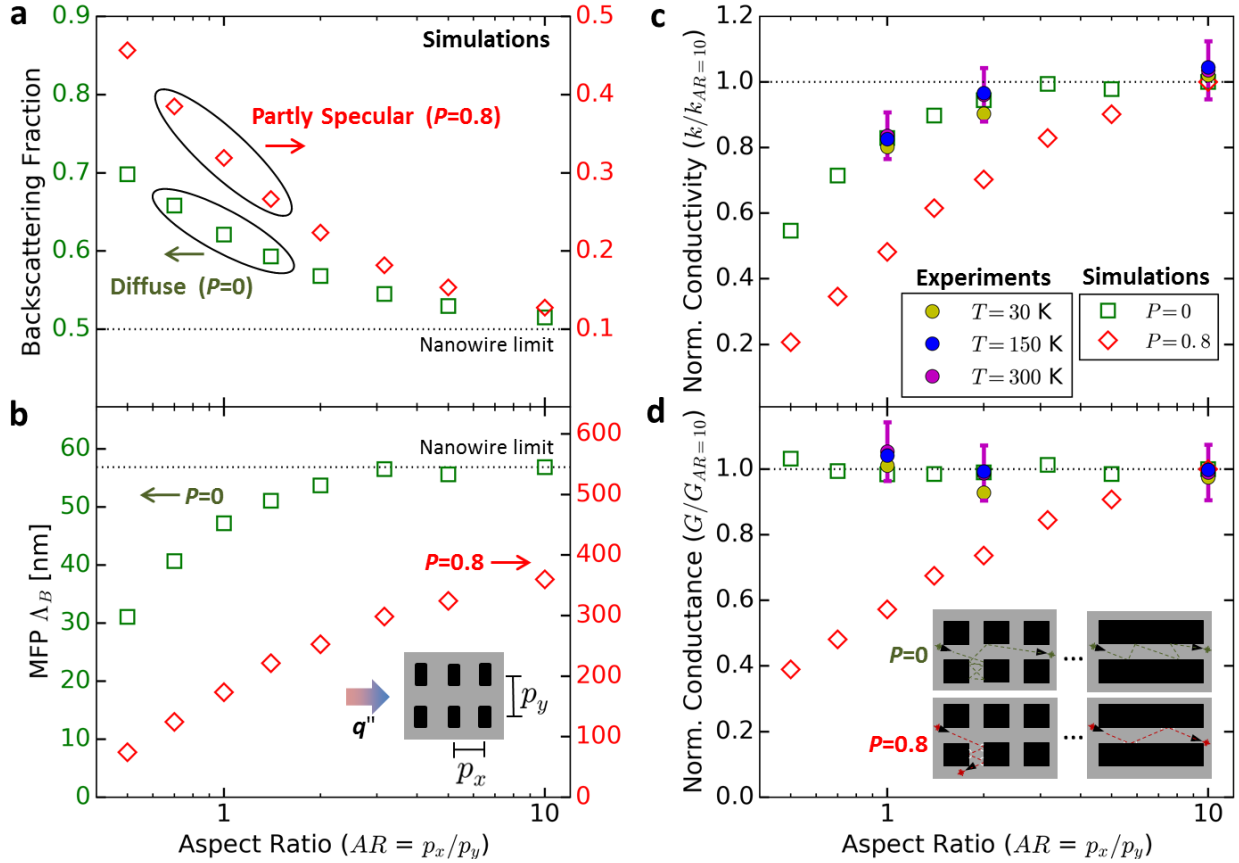 a
Simulations
Backscattering Fraction
0.9
0.8
0.7
0.6
0.5
0.5
0.4
0.3
0.2
0.1
Partly Specular (P=0.8)
Diffuse (P=0)
Nanowire limit
b
MFP Λ_B [nm]
60
50
40
30
20
10
0
600
500
400
300
200
100
0
Nanowire limit
P=0
P=0.8
q"
p_y
p_x
1
10
Aspect Ratio (AR = p_x/p_y)
c
Norm. Conductivity (k/k_{AR=10})
1.0
0.8
0.6
0.4
0.2
Experiments
T=30 K
T=150 K
T=300 K
Simulations
P=0
P=0.8
d
Norm. Conductance (G/G_{AR=10})
1.0
0.8
0.6
0.4
0.2
0.0
P=0
...
P=0.8
...
1
10
Aspect Ratio (AR = p_x/p_y)